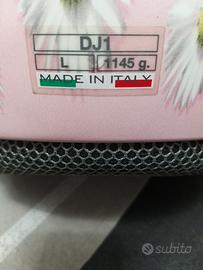 DJ1
L 1145 g.
MADE IN ITALY
subito